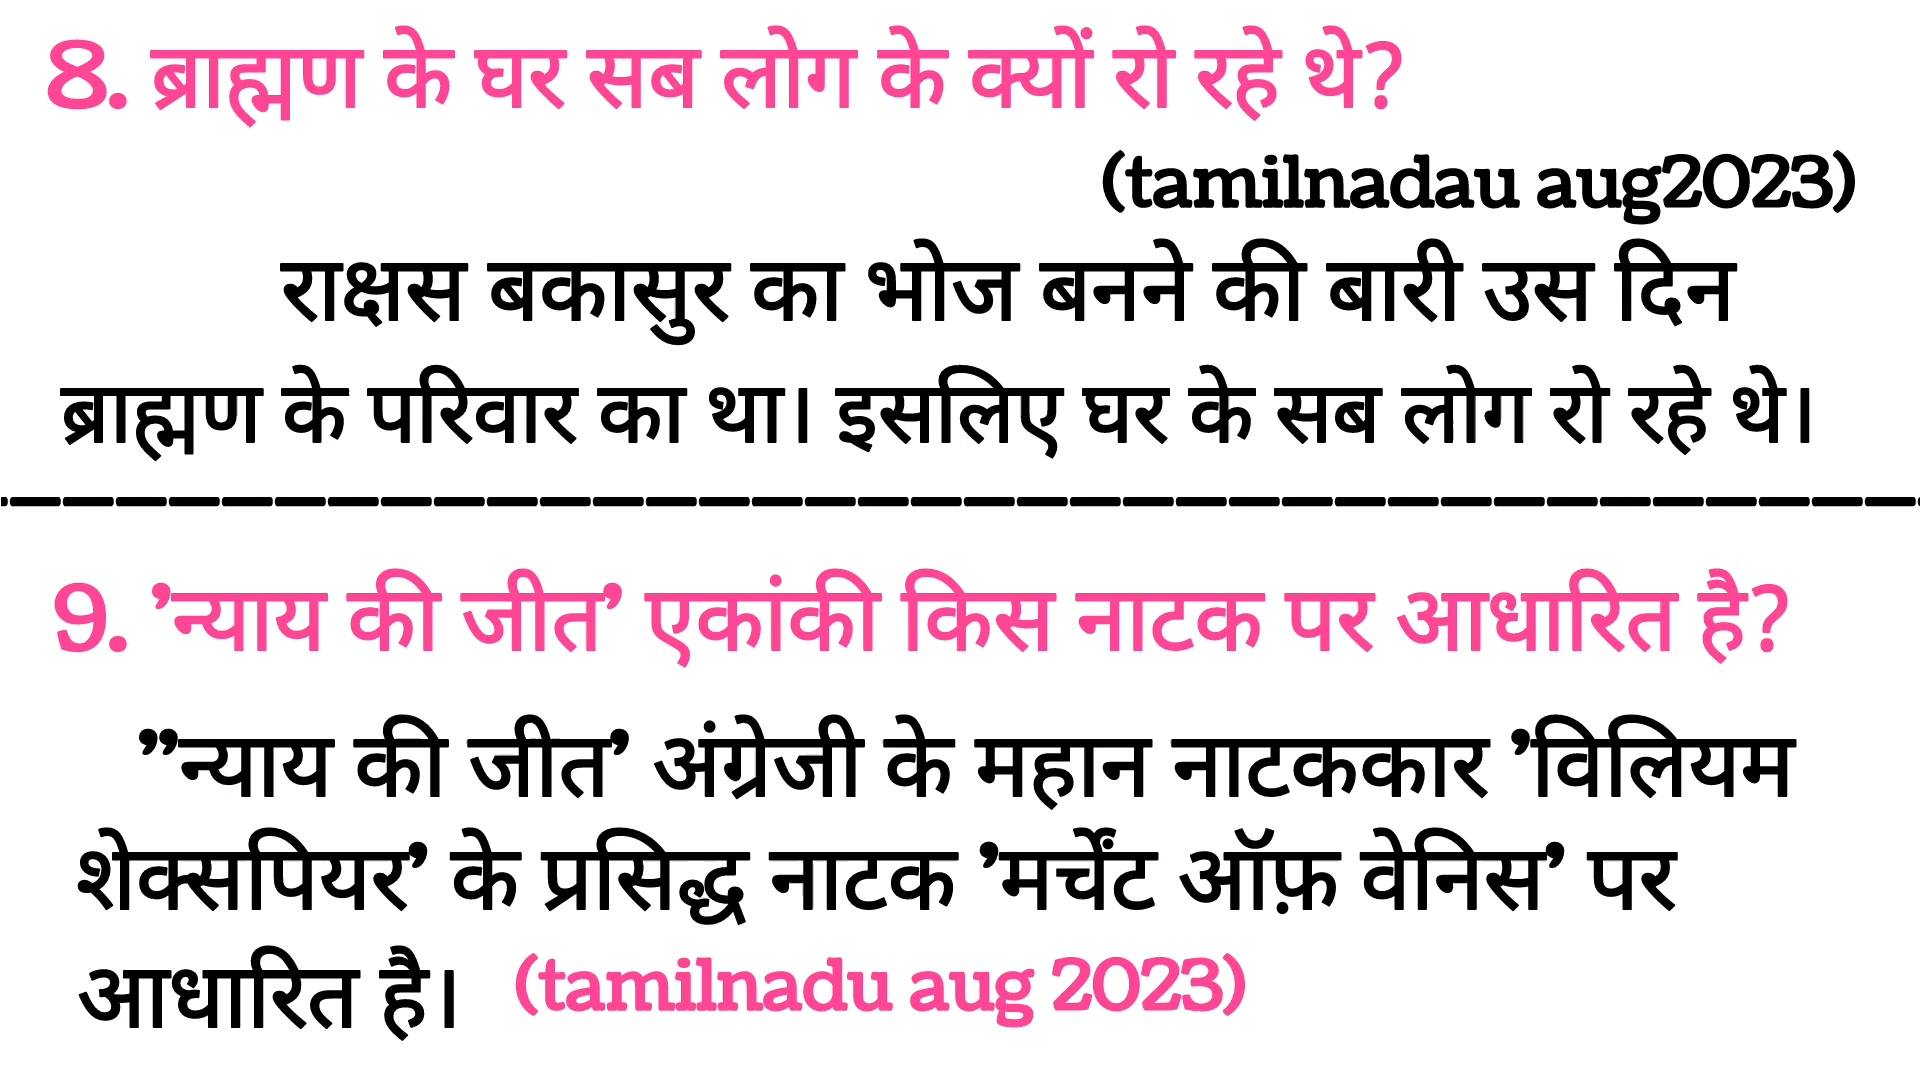 8. ब्राह्मण के घर सब लोग के क्यों रो रहे थे?
(tamilnadau aug2023)
राक्षस बकासुर का भोज बनने की बारी उस दिन
ब्राह्मण के परिवार का था। इसलिए घर के सब लोग रो रहे थे।
9. ’न्याय की जीत’ एकांकी किस नाटक पर आधारित है?
”न्याय की जीत’ अंग्रेजी के महान नाटककार ’विलियम
शेक्सपियर’ के प्रसिद्ध नाटक ’मर्चेंट ऑफ़ वेनिस’ पर
आधारित है। (tamilnadu aug 2023)